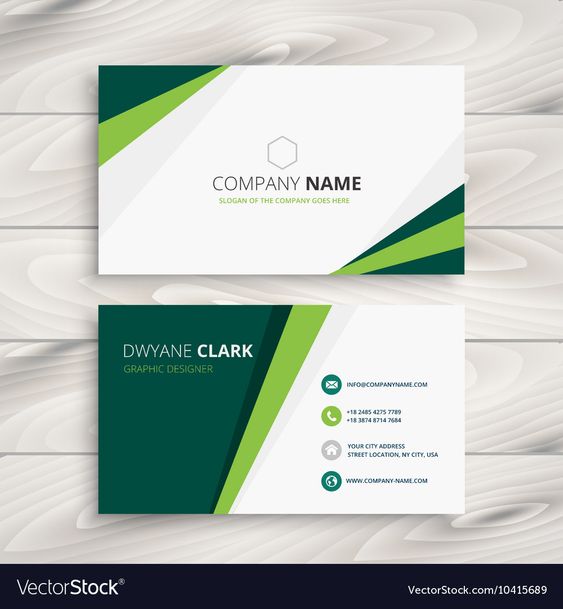 COMPANY NAME
SLOGAN OF THE COMPANY GOES HERE
DWYANE CLARK
GRAPHIC DESIGNER
INFO@COMPANYNAME.COM
+18 2485 4275 7789
+18 3874 8714 7684
YOUR CITY ADDRESS
STREET LOCATION, NY CITY, USA
WWW.COMPANY-NAME.COM
VectorStock®
VectorStock.com/10415689